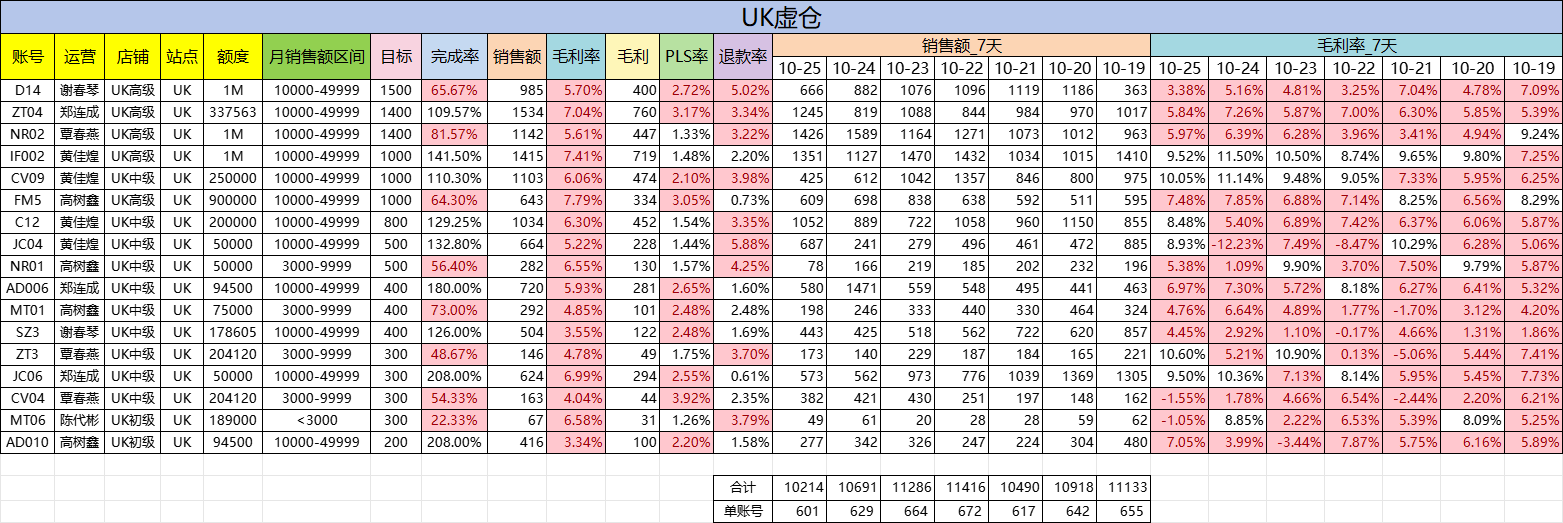 UK虚仓
账号 运营 店铺 站点 额度 月销售额区间 目标 完成率 销售额 毛利率 毛利 PLS率 退款率 销售额_7天 毛利率_7天
10-25 10-24 10-23 10-22 10-21 10-20 10-19 10-25 10-24 10-23 10-22 10-21 10-20 10-19
D14 谢春琴 UK高级 UK 1M 10000-49999 1500 65.67% 985 5.70% 400 2.72% 5.02% 666 882 1076 1096 1119 1186 363 3.38% 5.16% 4.81% 3.25% 7.04% 4.78% 7.09%
ZT04 郑连成 UK高级 UK 337563 10000-49999 1400 109.57% 1534 7.04% 760 3.17% 3.34% 1245 819 1088 844 984 970 1017 5.84% 7.26% 5.87% 7.00% 6.30% 5.85% 5.39%
NR02 覃春燕 UK高级 UK 1M 10000-49999 1400 81.57% 1142 5.61% 447 1.33% 3.22% 1426 1589 1164 1271 1073 1012 963 5.97% 6.39% 6.28% 3.96% 3.41% 4.94% 9.24%
IF002 黄佳煌 UK高级 UK 1M 10000-49999 1000 141.50% 1415 7.41% 719 1.48% 2.20% 1351 1127 1470 1432 1034 1015 1410 9.52% 11.50% 10.50% 8.74% 9.65% 9.80% 7.25%
CV09 黄佳煌 UK中级 UK 250000 10000-49999 1000 110.30% 1103 6.06% 474 2.10% 3.98% 425 612 1042 1357 846 800 975 10.05% 11.14% 9.48% 9.05% 7.33% 5.95% 6.25%
FM5 高树鑫 UK高级 UK 900000 10000-49999 1000 64.30% 643 7.79% 334 3.05% 0.73% 609 698 838 638 592 511 595 7.48% 7.85% 6.88% 7.14% 8.25% 6.56% 8.29%
C12 黄佳煌 UK中级 UK 200000 10000-49999 800 129.25% 1034 6.30% 452 1.54% 3.35% 1052 889 722 1058 960 1150 855 8.48% 5.40% 6.89% 7.42% 6.37% 6.06% 5.87%
JC04 黄佳煌 UK中级 UK 50000 10000-49999 500 132.80% 664 5.22% 228 1.44% 5.88% 687 241 279 496 461 472 885 8.93% -12.23% 7.49% -8.47% 10.29% 6.28% 5.06%
NR01 高树鑫 UK中级 UK 50000 3000-9999 500 56.40% 282 6.55% 130 1.57% 4.25% 78 166 219 185 202 232 196 5.38% 1.09% 9.90% 3.70% 7.50% 9.79% 5.87%
AD006 郑连成 UK中级 UK 94500 10000-49999 400 180.00% 720 5.93% 281 2.65% 1.60% 580 1471 559 548 495 441 463 6.97% 7.30% 5.72% 8.18% 6.27% 6.41% 5.32%
MT01 高树鑫 UK中级 UK 75000 3000-9999 400 73.00% 292 4.85% 101 2.48% 2.48% 198 246 333 440 330 464 324 4.76% 6.64% 4.89% 1.77% -1.70% 3.12% 4.20%
SZ3 谢春琴 UK中级 UK 178605 10000-49999 400 126.00% 504 3.55% 122 2.48% 1.69% 443 425 518 562 722 620 857 4.45% 2.92% 1.10% -0.17% 4.66% 1.31% 1.86%
ZT3 覃春燕 UK中级 UK 204120 3000-9999 300 48.67% 146 4.78% 49 1.75% 3.70% 173 140 229 187 184 165 221 10.60% 5.21% 10.90% 0.13% -5.06% 5.44% 7.41%
JC06 郑连成 UK中级 UK 50000 10000-49999 300 208.00% 624 6.99% 294 2.55% 0.61% 573 562 973 776 1039 1369 1305 9.50% 10.36% 7.13% 8.14% 5.95% 5.45% 7.73%
CV04 覃春燕 UK中级 UK 204120 3000-9999 300 54.33% 163 4.04% 44 3.92% 2.35% 382 421 430 251 197 148 162 -1.55% 1.78% 4.66% 6.54% -2.44% 2.20% 6.21%
MT06 陈代彬 UK初级 UK 189000 <3000 300 22.33% 67 6.58% 31 1.26% 3.79% 49 61 20 28 28 59 62 -1.05% 8.85% 2.22% 6.53% 5.39% 8.09% 5.25%
AD010 高树鑫 UK初级 UK 94500 10000-49999 200 208.00% 416 3.34% 100 2.20% 1.58% 277 342 326 247 224 304 480 7.05% 3.99% -3.44% 7.87% 5.75% 6.16% 5.89%
合计 10214 10691 11286 11416 10490 10918 11133
单账号 601 629 664 672 617 642 655